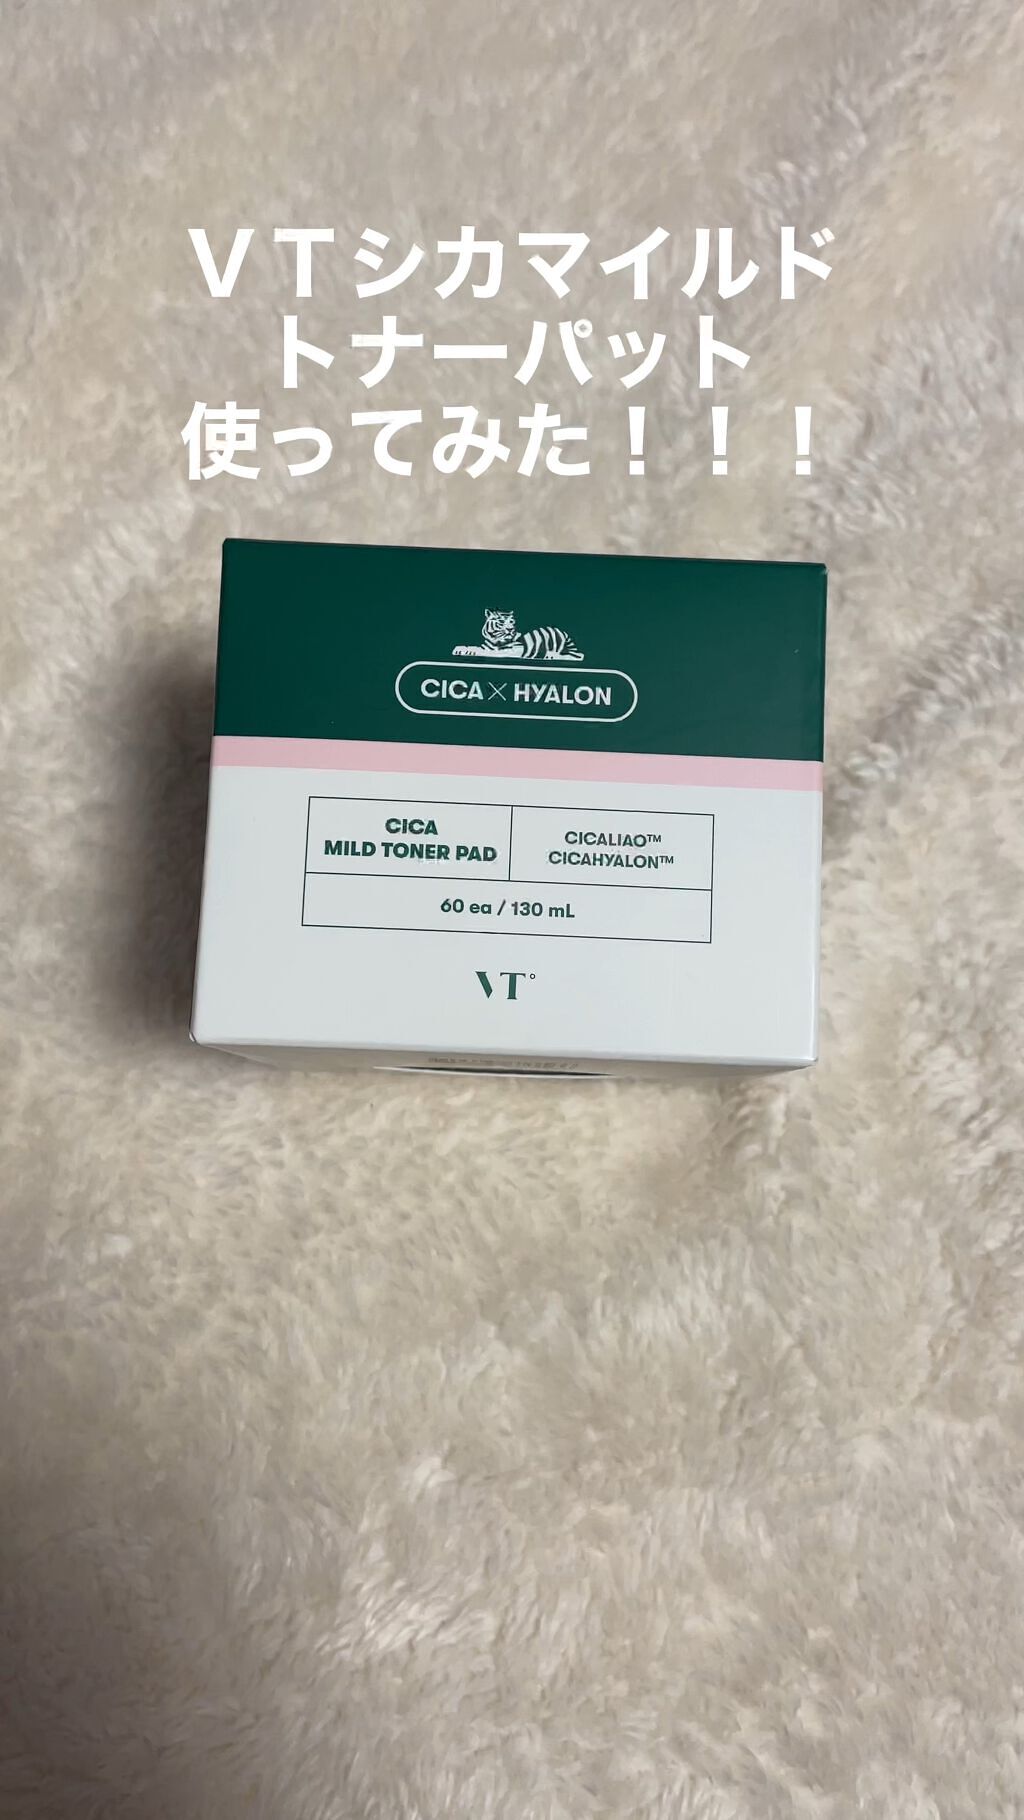 ＶＴシカマイルド
トナーパット
使ってみた！！！
CICA × HYALON
CICA
MILD TONER PAD
CICALIAO™
CICAHYALON™
60 ea / 130 mL
VT°